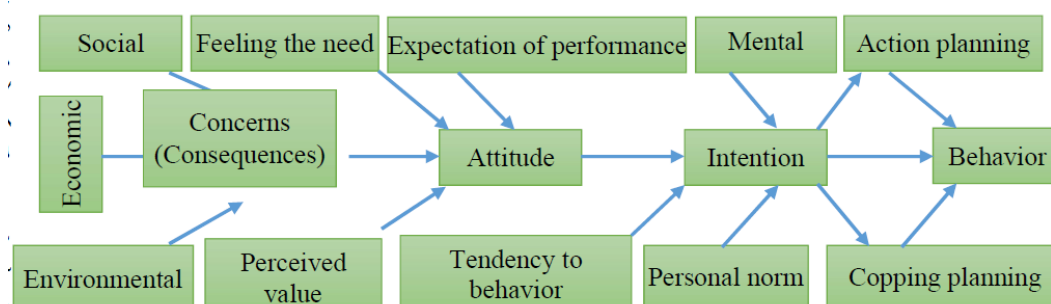 Social
Feeling the need
Expectation of performance
Mental
Action planning
Economic
Concerns
(Consequences)
Attitude
Intention
Behavior
Environmental
Perceived
value
Tendency to
behavior
Personal norm
Copping planning